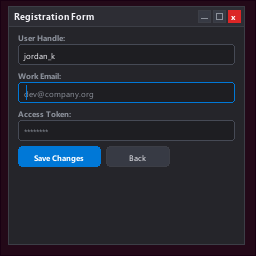 Registration Form
User Handle:
jordan_k
Work Email:
dev@company.org
Access Token:
********
Save Changes
Back